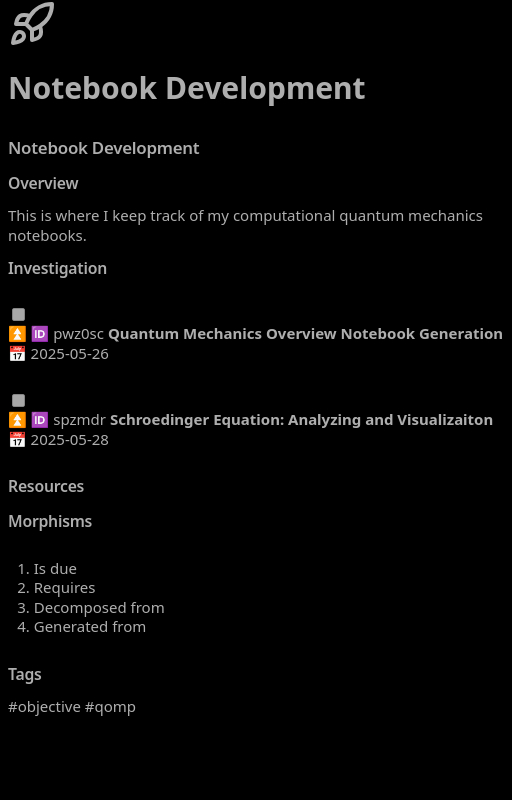 Notebook Development
Notebook Development
Overview
This is where I keep track of my computational quantum mechanics
notebooks.
Investigation
⏫ 🆔 pwz0sc Quantum Mechanics Overview Notebook Generation
📅 2025-05-26
⏫ 🆔 spzmdr Schroedinger Equation: Analyzing and Visualizaiton
📅 2025-05-28
Resources
Morphisms
1. Is due
2. Requires
3. Decomposed from
4. Generated from
Tags
#objective #qomp